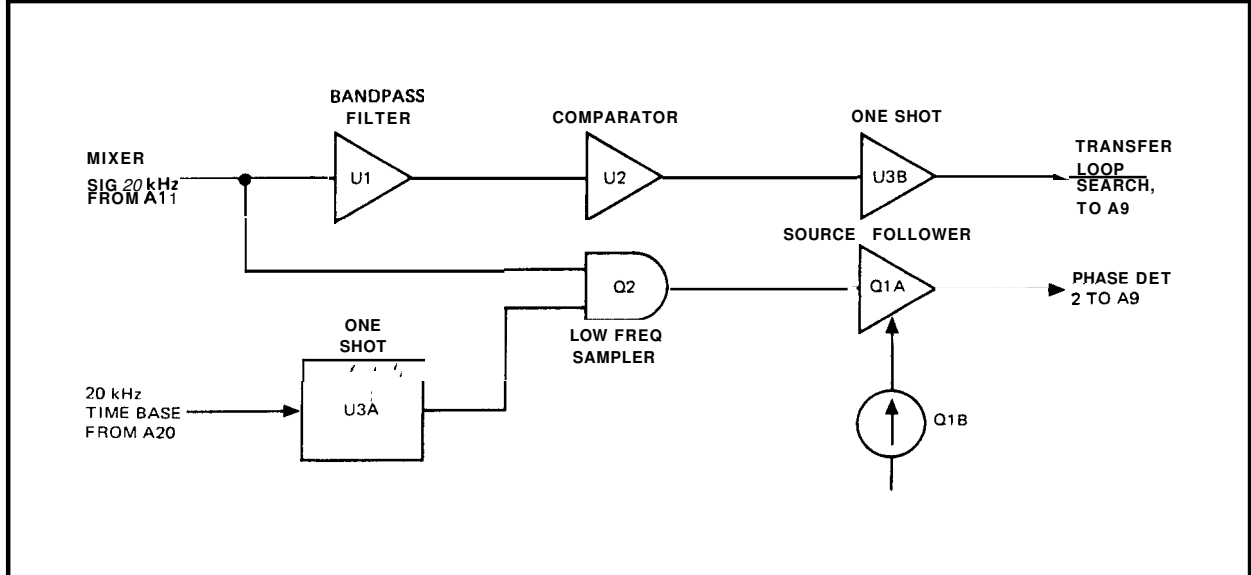 BANDPASS
FILTER
COMPARATOR
ONE SHOT
MIXER
SIG 20 kHz
FROM A11
U1
U2
U3B
TRANSFER
LOOP
SEARCH,
TO A9
SOURCE FOLLOWER
Q2
Q1A
PHASE DET
2 TO A9
LOW FREQ
SAMPLER
ONE
SHOT
20 kHz
TIME BASE
FROM A20
U3A
Q1B